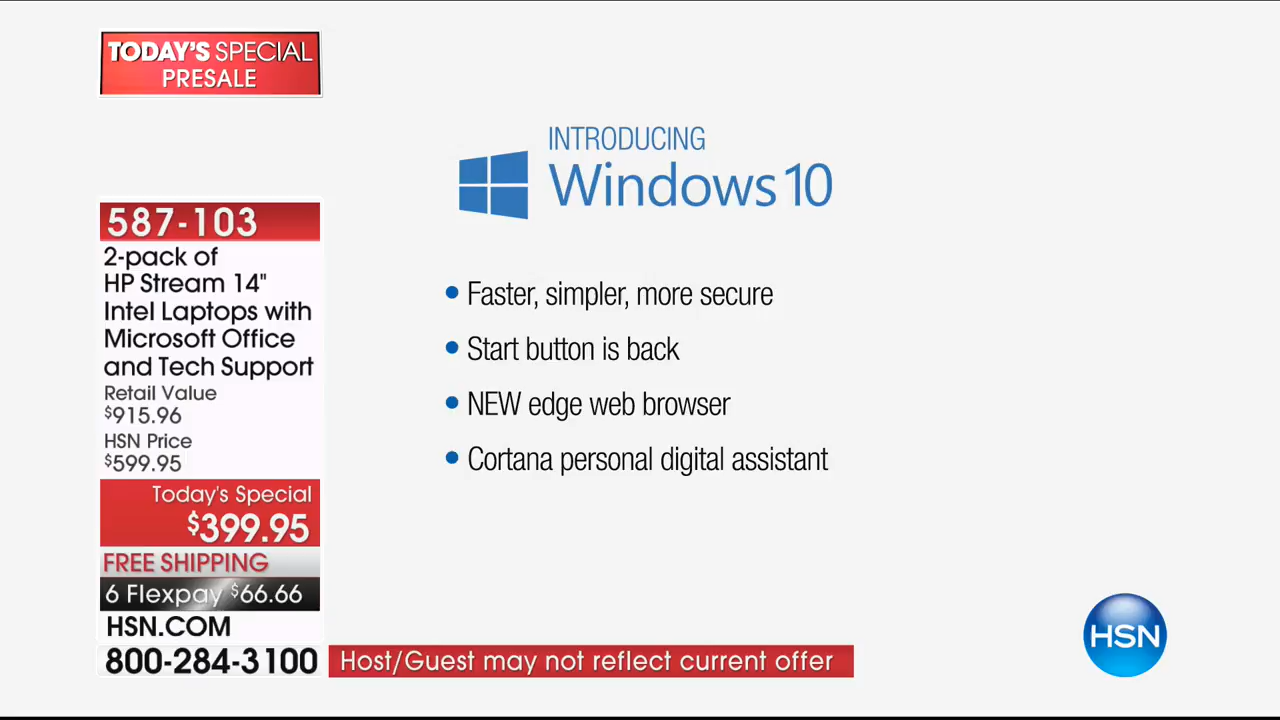 TODAY'S SPECIAL
PRESALE
INTRODUCING
Windows 10
587-103
2-pack of
HP Stream 14"
Intel Laptops with
Microsoft Office
and Tech Support
Retail Value
$915.96
HSN Price
$599.95
Today's Special
$399.95
FREE SHIPPING
6 Flexpay $66.66
HSN.COM
800-284-3100
• Faster, simpler, more secure
• Start button is back
• NEW edge web browser
• Cortana personal digital assistant
Host/Guest may not reflect current offer
HSN